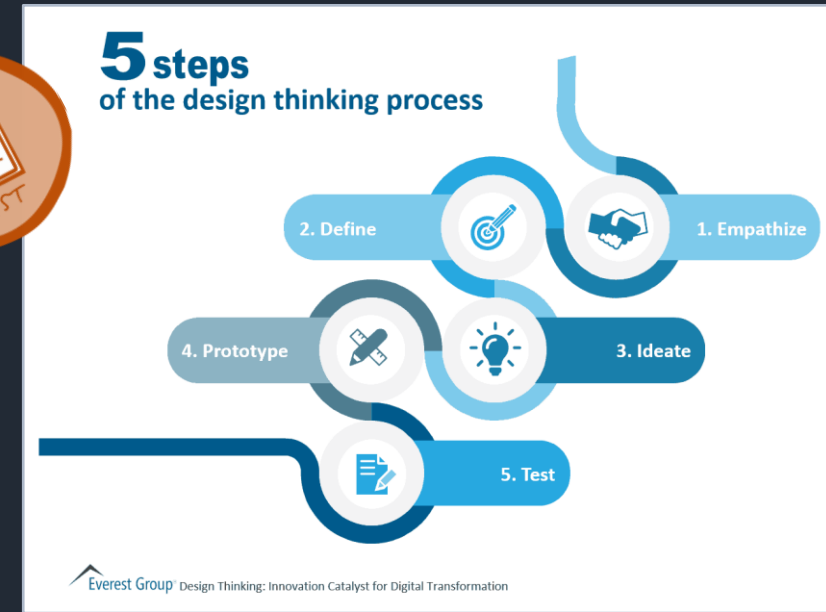 5 steps
of the design thinking process
2. Define
1. Empathize
4. Prototype
3. Ideate
5. Test
Everest Group® Design Thinking: Innovation Catalyst for Digital Transformation